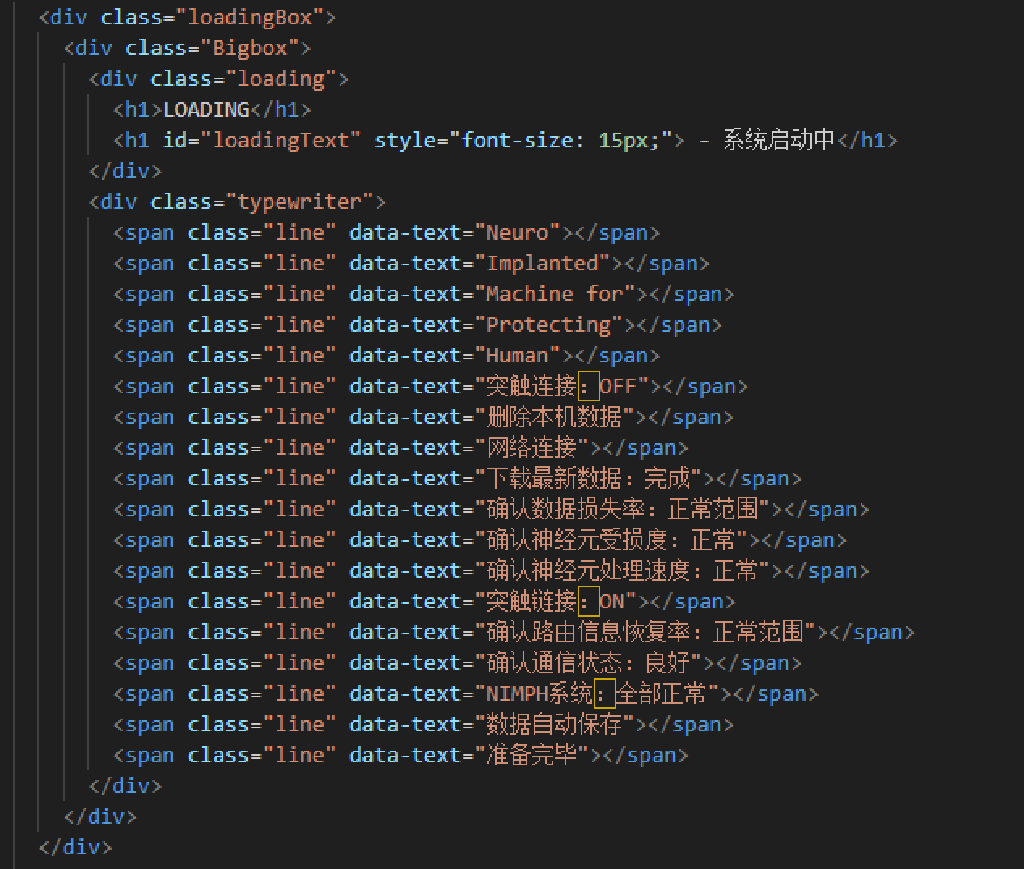 <div class="loadingBox">
<div class="Bigbox">
<div class="loading">
<h1>LOADING</h1>
<h1 id="loadingText" style="font-size: 15px;"> - 系统启动中</h1>
</div>
<div class="typewriter">
<span class="line" data-text="Neuro"></span>
<span class="line" data-text="Implanted"></span>
<span class="line" data-text="Machine for"></span>
<span class="line" data-text="Protecting"></span>
<span class="line" data-text="Human"></span>
<span class="line" data-text="突触连接：OFF"></span>
<span class="line" data-text="删除本机数据"></span>
<span class="line" data-text="网络连接"></span>
<span class="line" data-text="下载最新数据：完成"></span>
<span class="line" data-text="确认数据损失率：正常范围"></span>
<span class="line" data-text="确认神经元受损度：正常"></span>
<span class="line" data-text="确认神经元处理速度：正常"></span>
<span class="line" data-text="突触链接：ON"></span>
<span class="line" data-text="确认路由信息恢复率：正常范围"></span>
<span class="line" data-text="确认通信状态：良好"></span>
<span class="line" data-text="NIMPH系统：全部正常"></span>
<span class="line" data-text="数据自动保存"></span>
<span class="line" data-text="准备完毕"></span>
</div>
</div>
</div>